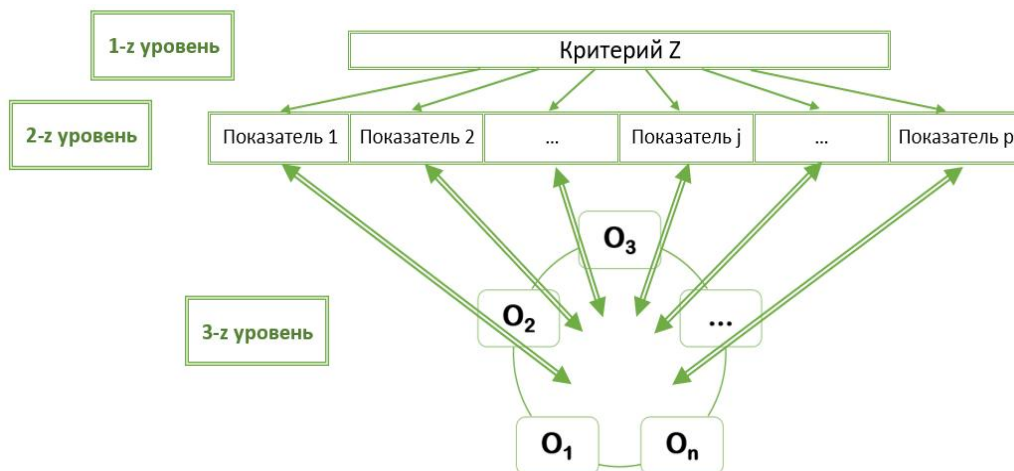 1-z уровень
Критерий Z
2-z уровень
Показатель 1
Показатель 2
...
Показатель j
...
Показатель p
O3
O2
...
3-z уровень
O1
On